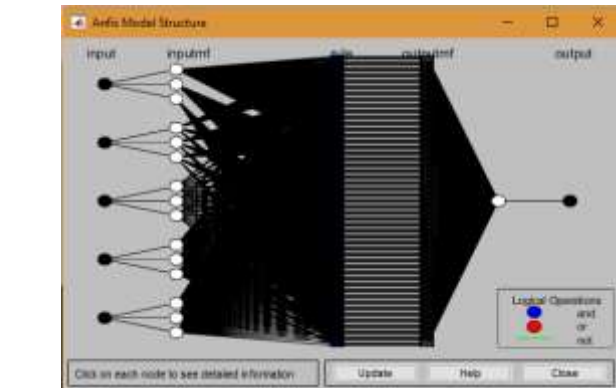 Anfis Model Structure
input inputmf rule outputmf output
Logical Operations
and
or
not
Click on each node to see detailed information
Update Help Close